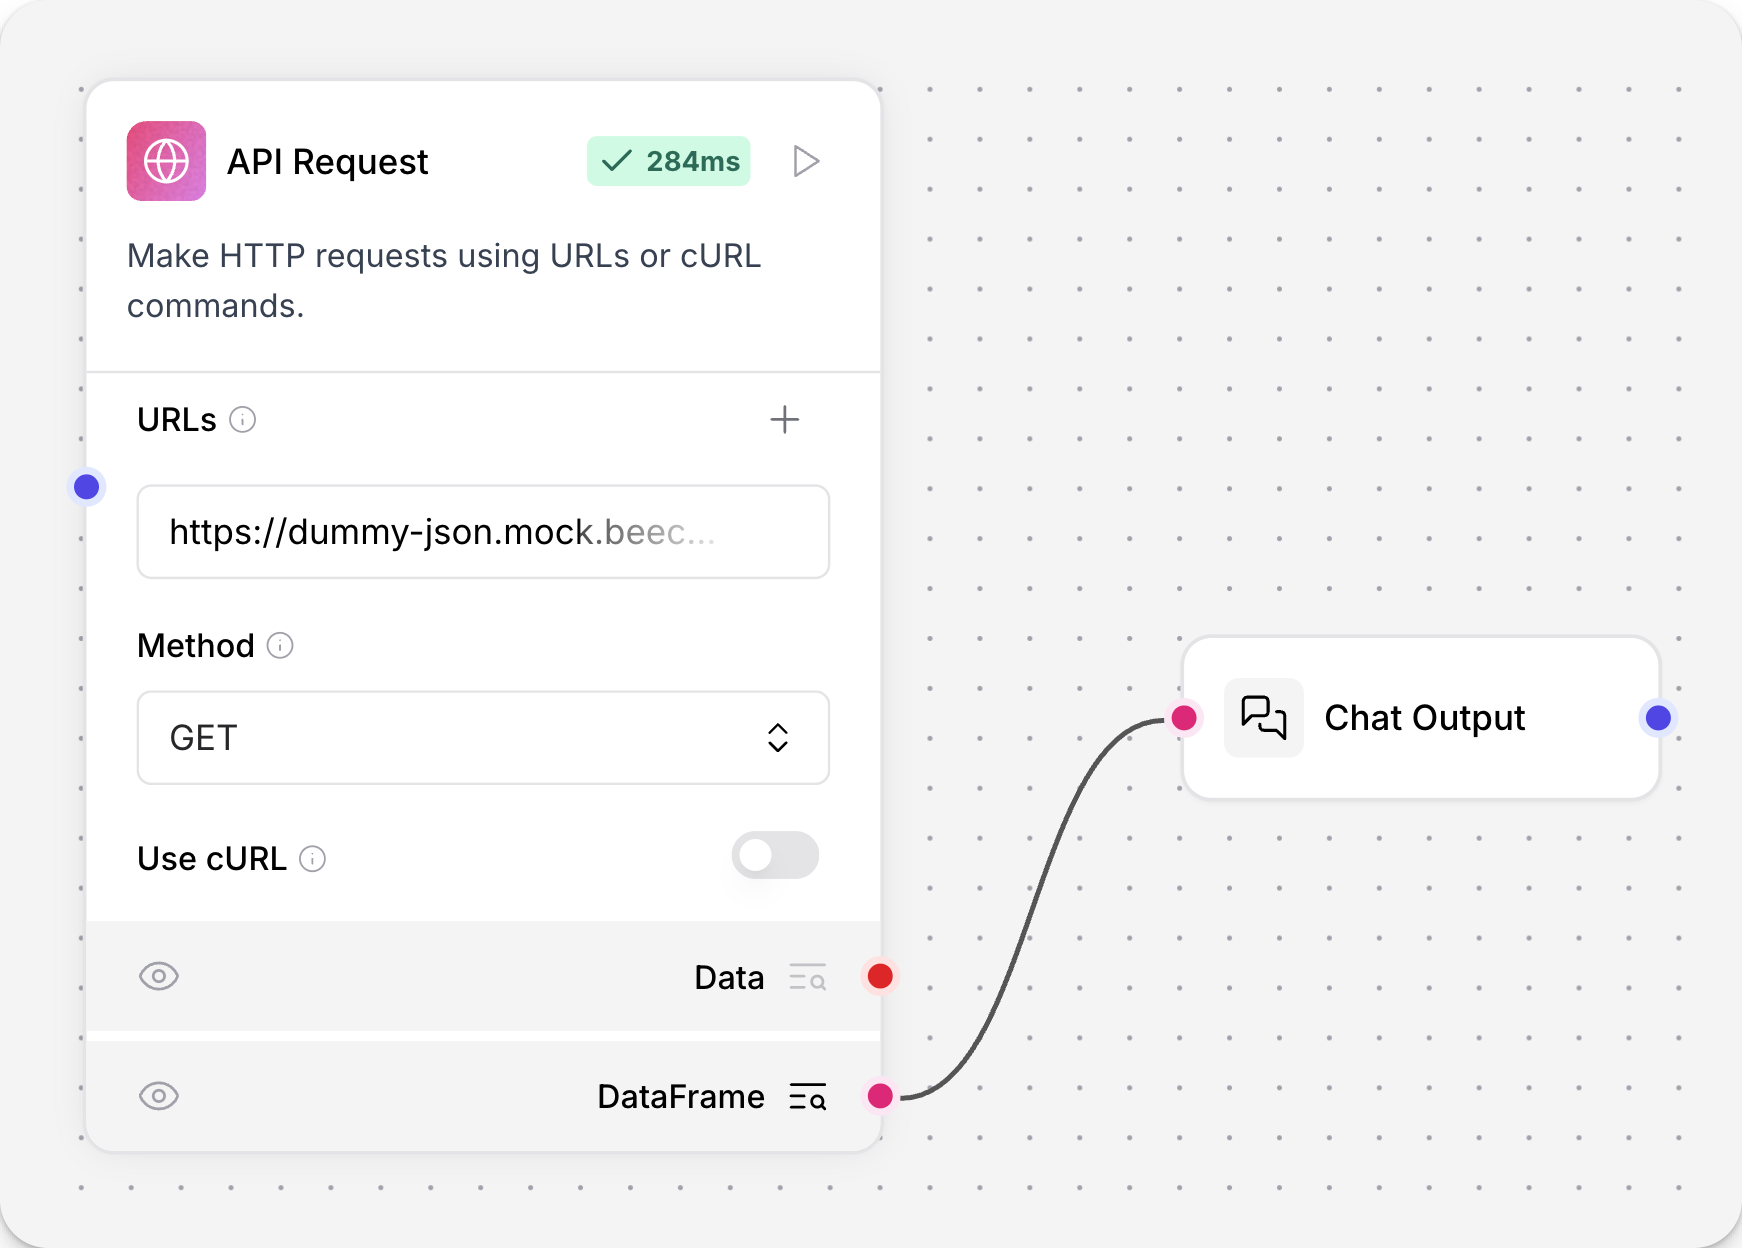 API Request
284ms
Make HTTP requests using URLs or cURL
commands.
URLs
https://dummy-json.mock.beec...
Method
GET
Use cURL
Data
DataFrame
Chat Output